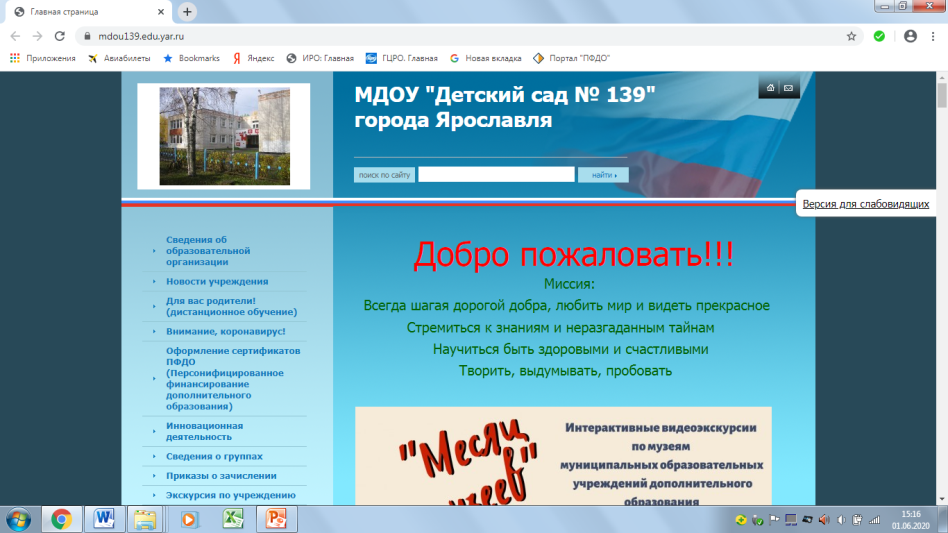 Главная страница
mdou139.edu.yar.ru
Приложения
Авиабилеты
Bookmarks
Яндекс
ИРО: Главная
ГЦРО. Главная
Новая вкладка
Портал "ПФДО"
МДОУ "Детский сад № 139"
города Ярославля
поиск по сайту
найти
Версия для слабовидящих
Сведения об
образовательной
организации
Новости учреждения
Для вас родители!
(дистанционное обучение)
Внимание, коронавирус!
Оформление сертификатов
ПФДО
(Персонифицированное
финансирование
дополнительного
образования)
Инновационная
деятельность
Сведения о группах
Приказы о зачислении
Экскурсия по учреждению
Добро пожаловать!!!
Миссия:
Всегда шагая дорогой добра, любить мир и видеть прекрасное
Стремиться к знаниям и неразгаданным тайнам
Научиться быть здоровыми и счастливыми
Творить, выдумывать, пробовать
"Месяц
в
музеев"
Интерактивные видеоэкскурсии
по музеям
муниципальных образовательных
учреждений дополнительного
образования
15:16
01.06.2020